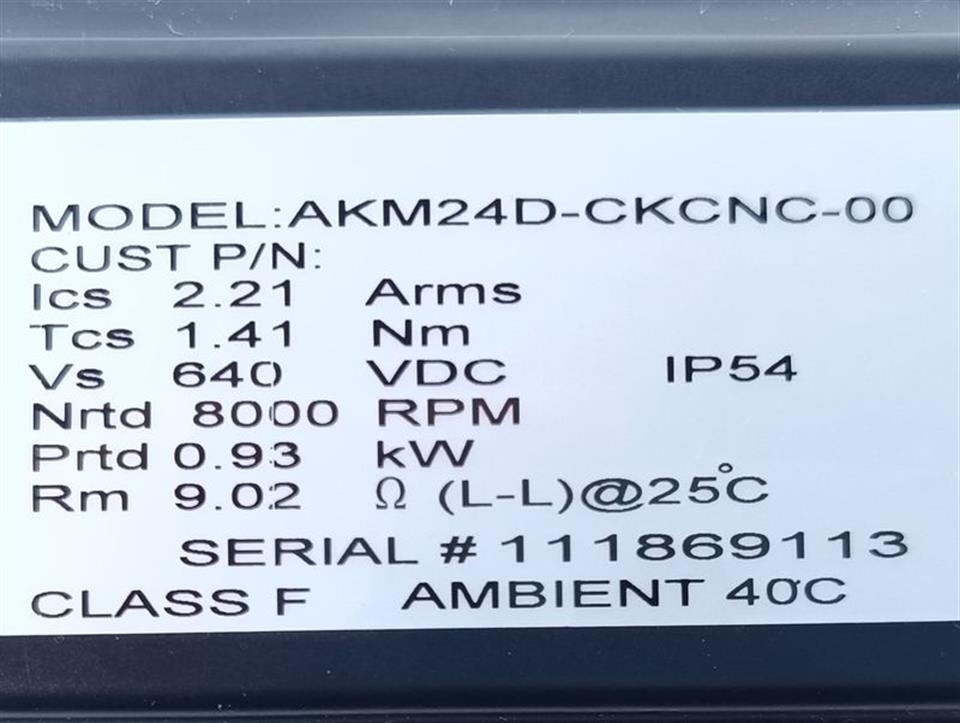 MODEL:AKM24D-CKCNC-00
CUST P/N:
Ics 2.21 Arms
Tcs 1.41 Nm
Vs 640 VDC IP54
Nrtd 8000 RPM
Prtd 0.93 kW
Rm 9.02 Ω (L-L)@25°C
SERIAL # 111869113
CLASS F AMBIENT 40°C